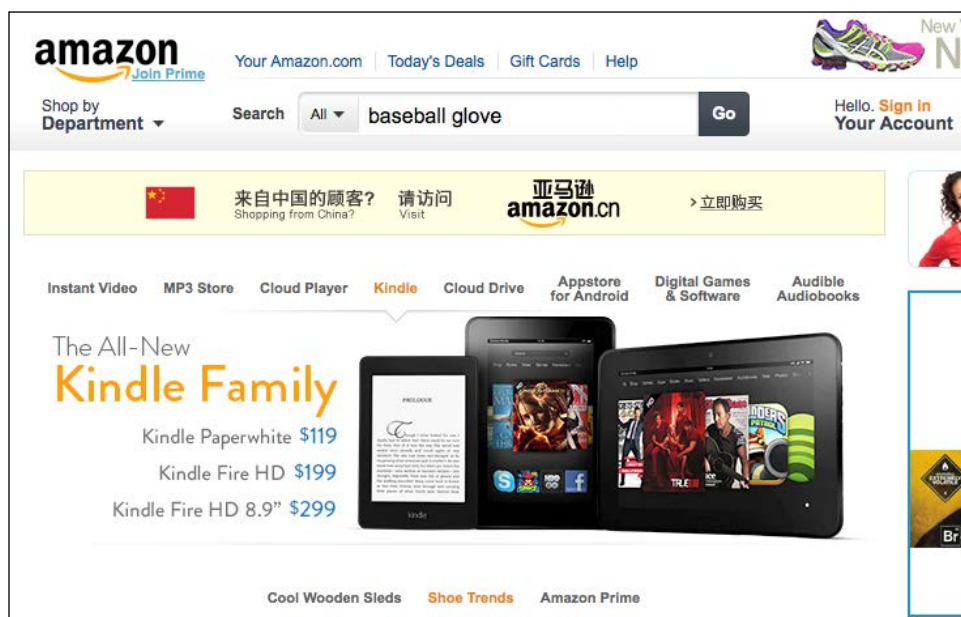 amazon
Join Prime
Your Amazon.com
Today's Deals
Gift Cards
Help
New
N
Shop by
Department
Search
All
baseball glove
Go
Hello. Sign in
Your Account
来自中国的顾客?
Shopping from China?
请访问
Visit
亚马逊
amazon.cn
立即购买
Instant Video
MP3 Store
Cloud Player
Kindle
Cloud Drive
Appstore
for Android
Digital Games
& Software
Audible
Audiobooks
The All-New
Kindle Family
Kindle Paperwhite $119
Kindle Fire HD $199
Kindle Fire HD 8.9” $299
PROLOGUE
kindle
TRUE
EXTREMELY
VOLATILE
Br
Cool Wooden Sleds
Shoe Trends
Amazon Prime